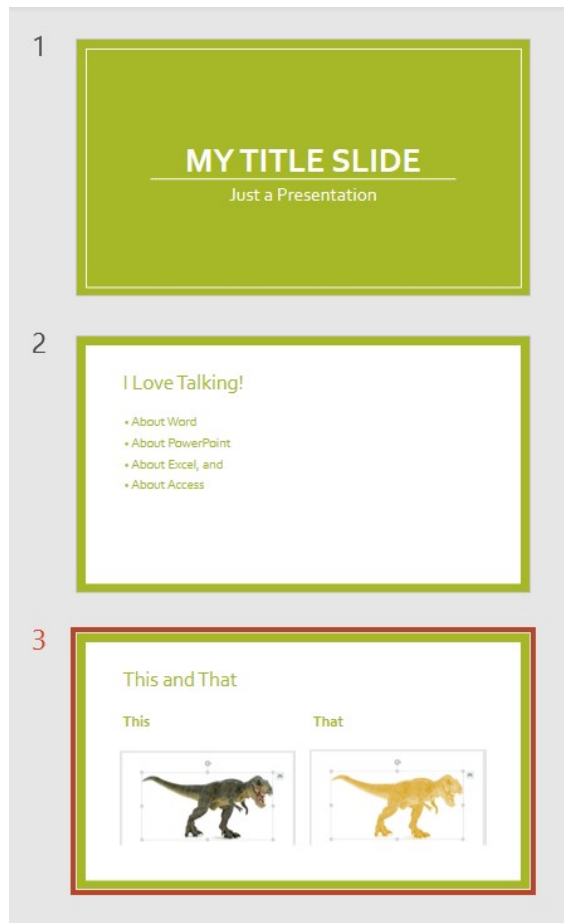 1
MY TITLE SLIDE
Just a Presentation
2
I Love Talking!
• About Word
• About PowerPoint
• About Excel, and
• About Access
3
This and That
This That